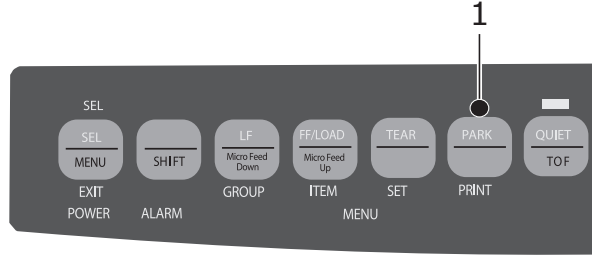 1
SEL
SEL LF FF/LOAD TEAR PARK QUIET
MENU SHIFT Micro Feed Down Micro Feed Up TOF
EXIT GROUP ITEM SET PRINT
POWER ALARM MENU